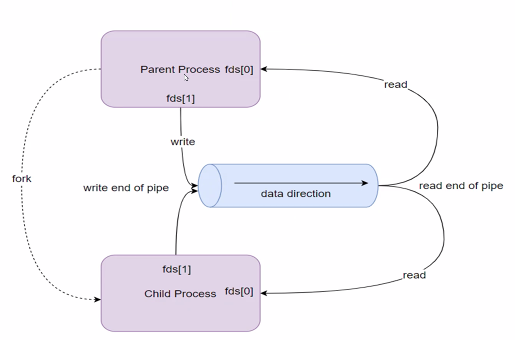 Parent Process fds[0]
fds[1]
read
write
fork
write end of pipe
data direction
read end of pipe
fds[1]
Child Process fds[0]
read